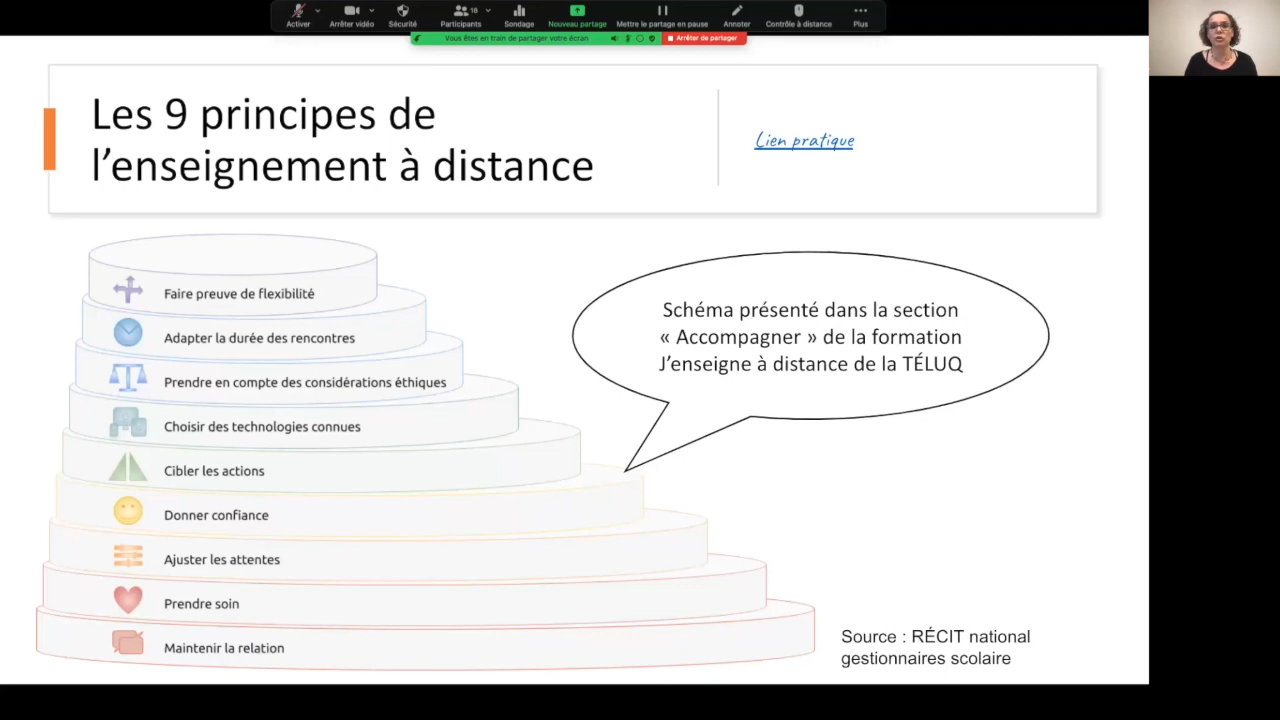 Activer
Arrêter vidéo
Sécurité
Participants
18
Sondage
Nouveau partage
Mettre le partage en pause
Annoter
Contrôle à distance
Plus
Vous êtes en train de partager votre écran
Arrêter de partager
Les 9 principes de
l'enseignement à distance
Lien pratique
Faire preuve de flexibilité
Adapter la durée des rencontres
Prendre en compte des considérations éthiques
Choisir des technologies connues
Cibler les actions
Donner confiance
Ajuster les attentes
Prendre soin
Maintenir la relation
Schéma présenté dans la section
« Accompagner » de la formation
J'enseigne à distance de la TÉLUQ
Source : RÉCIT national
gestionnaires scolaire